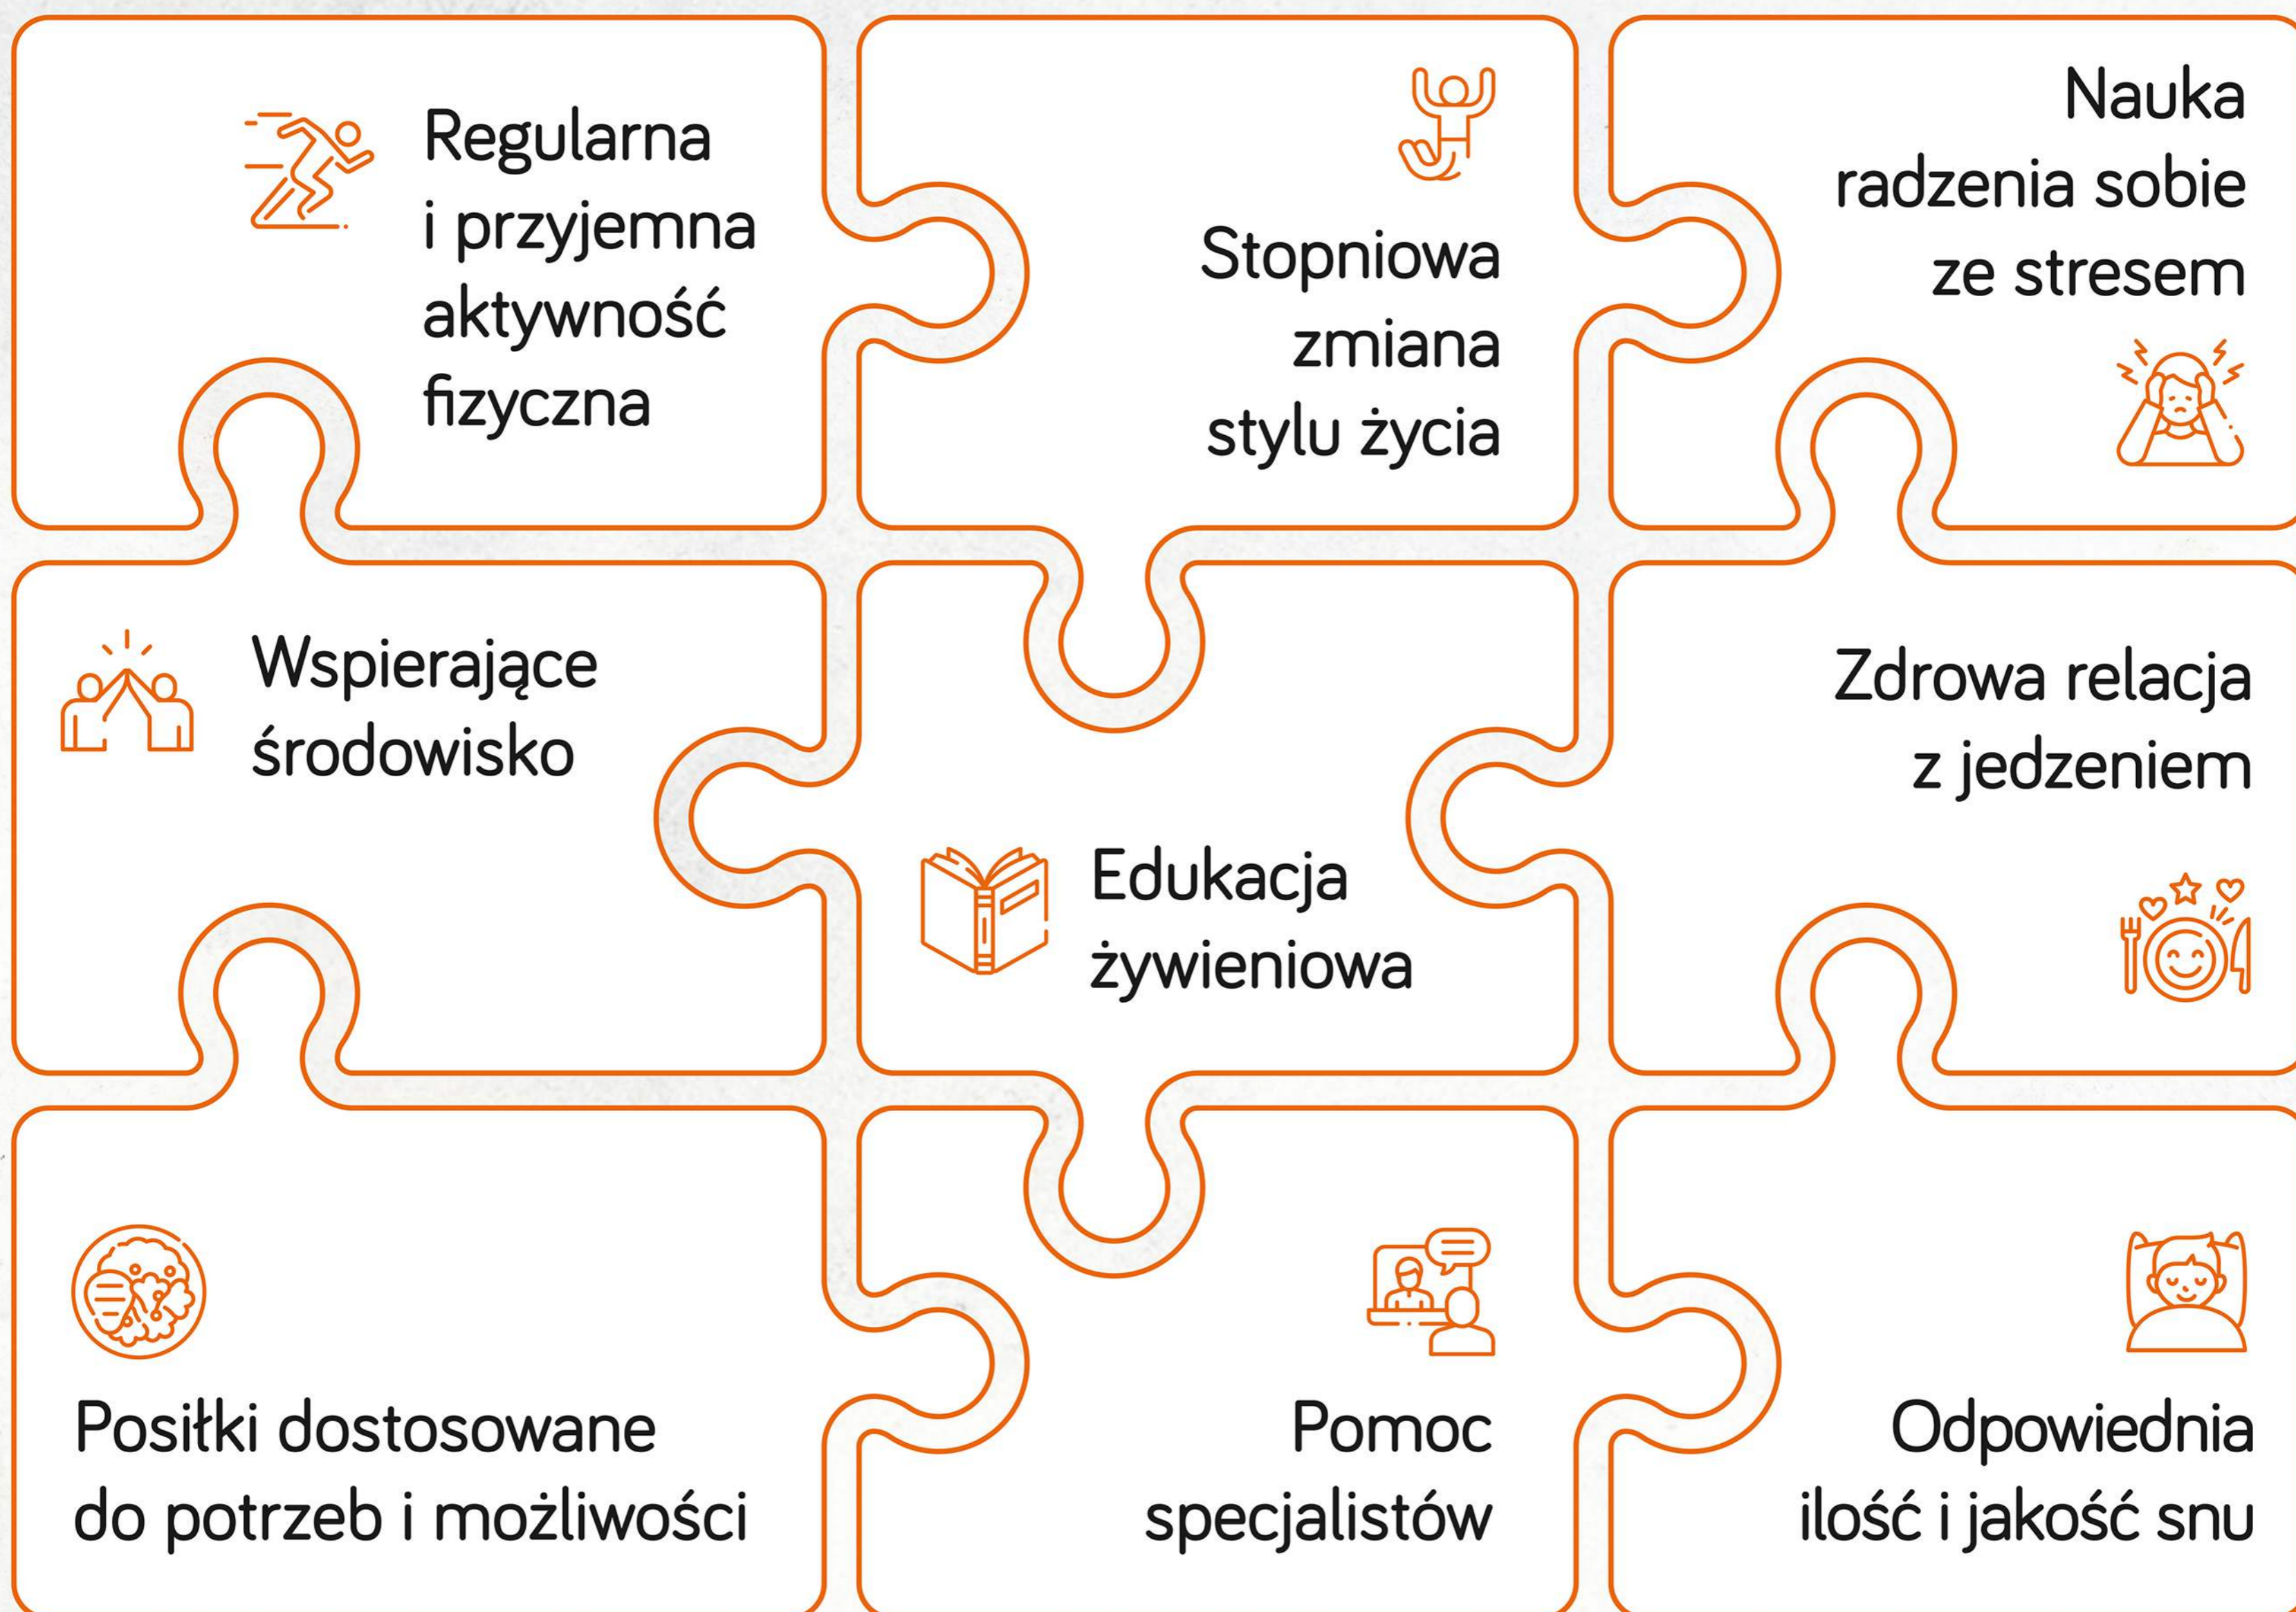 Regularna
i przyjemna
aktywność
fizyczna
Stopniowa
zmiana
stylu życia
Nauka
radzenia sobie
ze stresem
Wspierające
środowisko
Edukacja
żywieniowa
Zdrowa relacja
z jedzeniem
Posiłki dostosowane
do potrzeb i możliwości
Pomoc
specjalistów
Odpowiednia
ilość i jakość snu